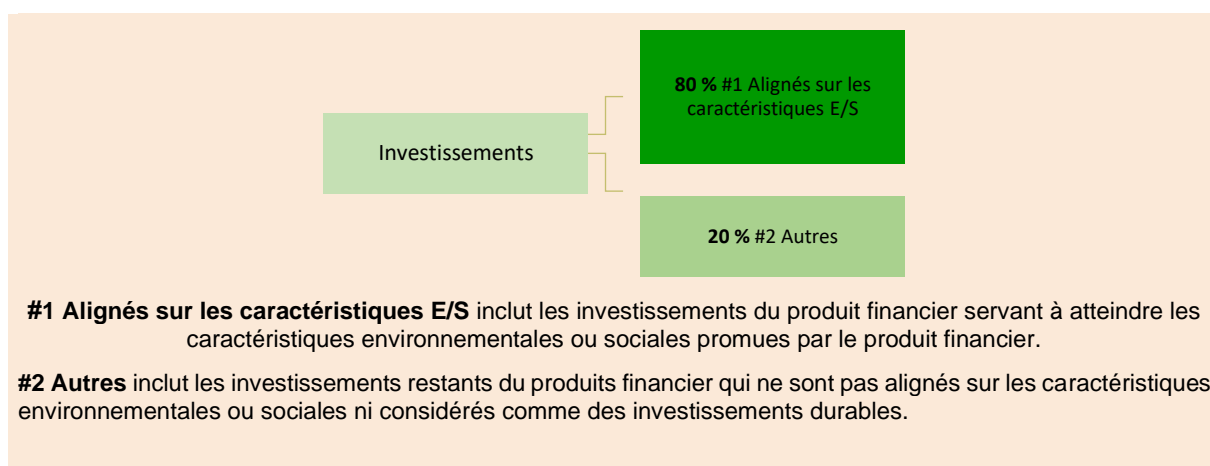 80 % #1 Alignés sur les
caractéristiques E/S
Investissements
20 % #2 Autres
#1 Alignés sur les caractéristiques E/S inclut les investissements du produit financier servant à atteindre les
caractéristiques environnementales ou sociales promues par le produit financier.
#2 Autres inclut les investissements restants du produits financier qui ne sont pas alignés sur les caractéristiques
environnementales ou sociales ni considérés comme des investissements durables.